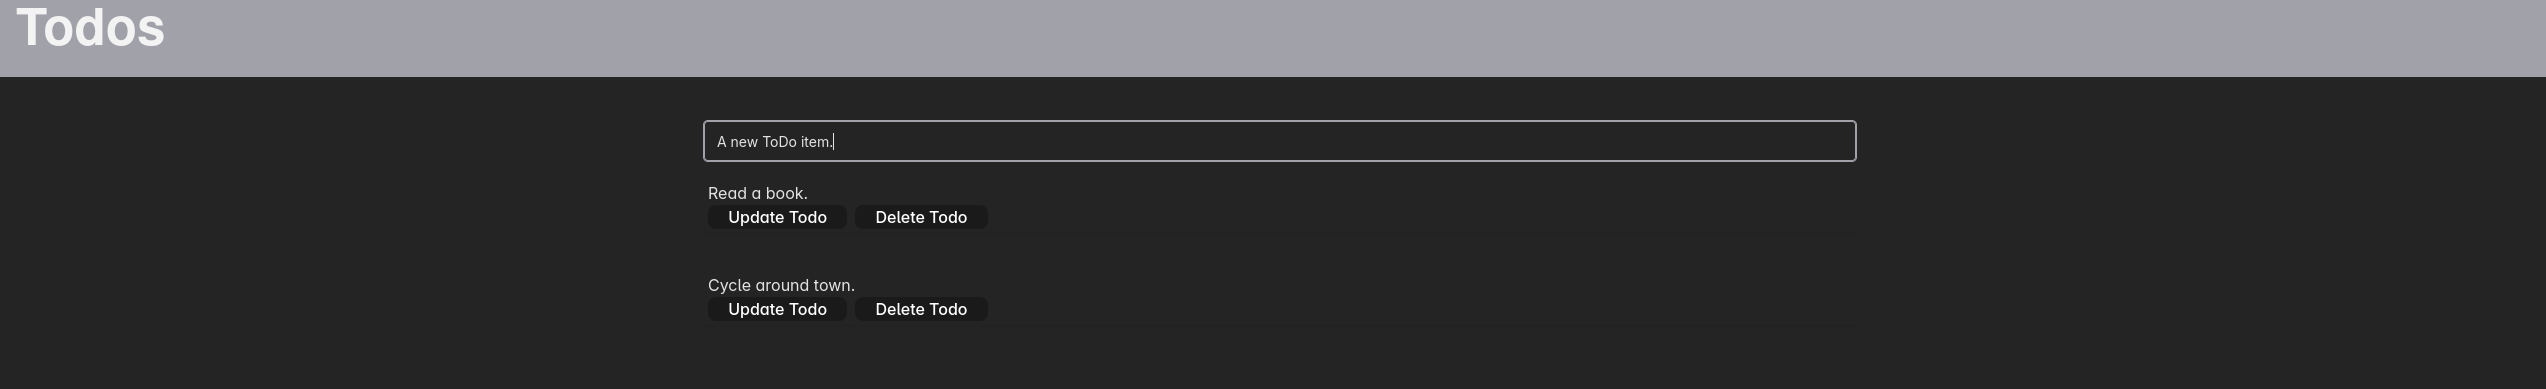 Todos
A new ToDo item.
Read a book.
Update Todo Delete Todo
Cycle around town.
Update Todo Delete Todo